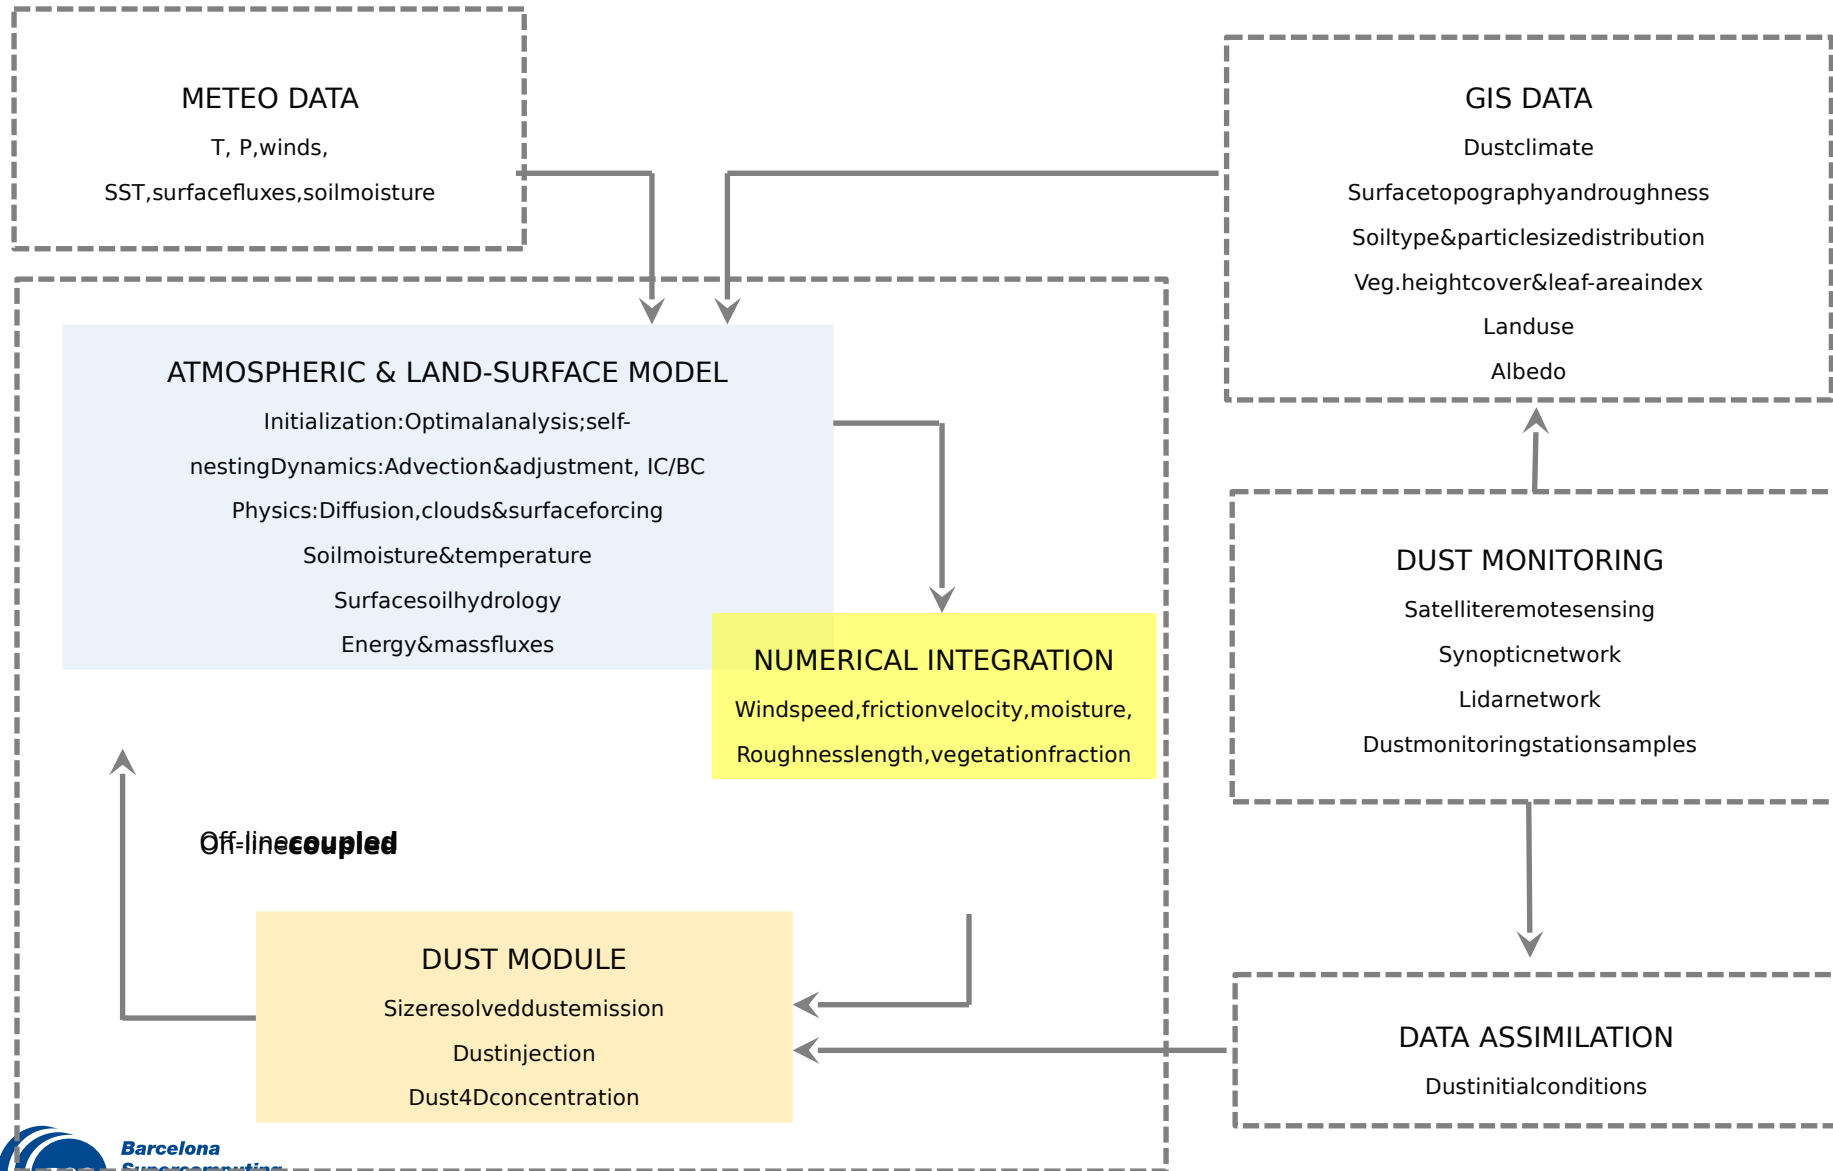 METEO DATA
T, P,winds,
SST,surfacefluxes,soilmoisture
GIS DATA
Dustclimate
Surfacetopographyandroughness
Soiltype&particlesizedistribution
Veg.heightcover&leaf-areaindex
Landuse
Albedo
ATMOSPHERIC & LAND-SURFACE MODEL
Initialization:Optimalanalysis;self-
nestingDynamics:Advection&adjustment, IC/BC
Physics:Diffusion,clouds&surfaceforcing
Soilmoisture&temperature
Surfacesoilhydrology
Energy&massfluxes
NUMERICAL INTEGRATION
Windspeed,frictionvelocity,moisture,
Roughnesslength,vegetationfraction
DUST MONITORING
Satelliteremotesensing
Synopticnetwork
Lidarnetwork
Dustmonitoringstationsamples
Off-linecoupled
On-linecoupled
DUST MODULE
Sizeresolveddustemission
Dustinjection
Dust4Dconcentration
DATA ASSIMILATION
Dustinitialconditions
Barcelona
Supercomputing